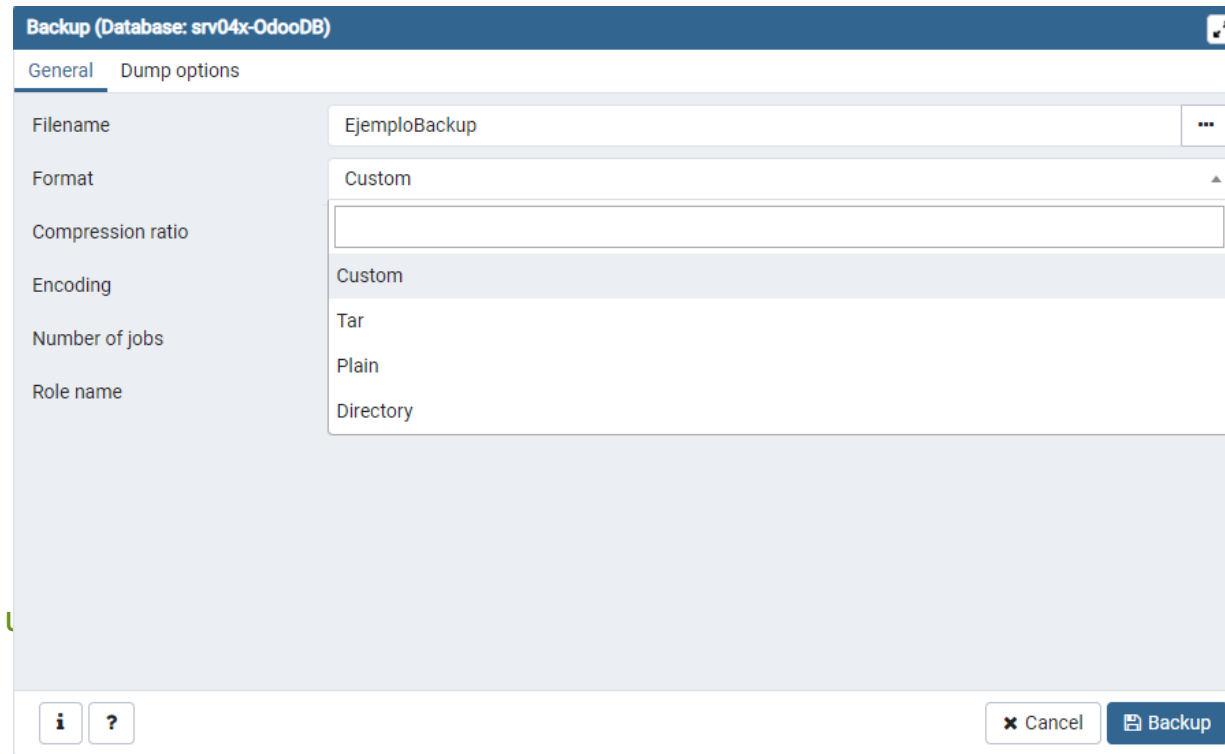 Backup (Database: srv04x-OdooDB)
General Dump options
Filename EjemploBackup ...
Format Custom
Compression ratio
Custom
Encoding
Tar
Number of jobs
Plain
Role name
Directory
i ? Cancel Backup